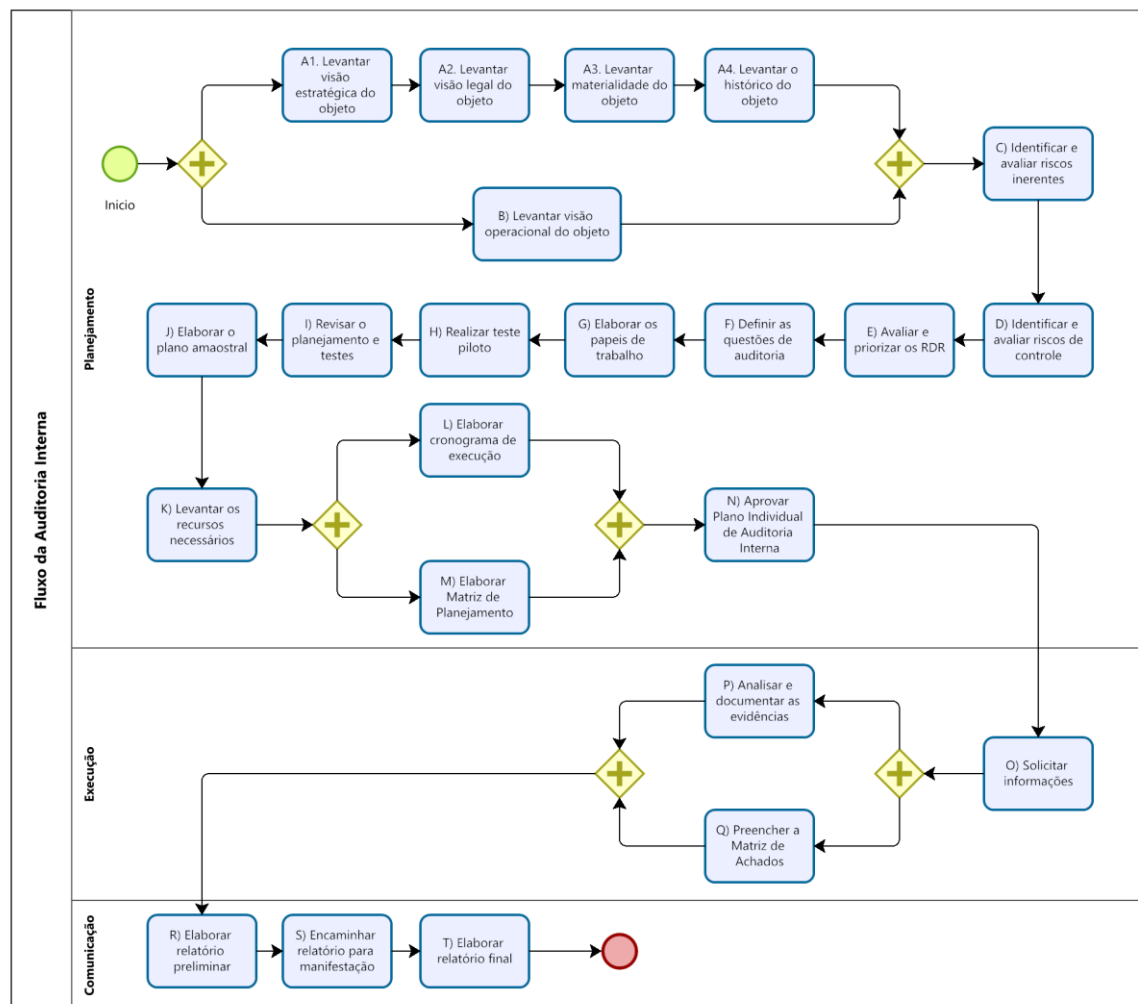 Fluxo da Auditoria Interna
Planejamento
A1. Levantar
visão
estratégica do
objeto
A2. Levantar
visão legal do
objeto
A3. Levantar
materialidade do
objeto
A4. Levantar o
histórico do
objeto
Inicio
B) Levantar visão
operacional do objeto
C) Identificar e
avaliar riscos
inerentes
D) Identificar e
avaliar riscos de
controle
E) Avaliar e
priorizar os RDR
F) Definir as
questões de
auditoria
G) Elaborar os
papeis de
trabalho
H) Realizar teste
piloto
I) Revisar o
planejamento e
testes
J) Elaborar o
plano amaostral
K) Levantar os
recursos
necessários
L) Elaborar
cronograma de
execução
M) Elaborar
Matriz de
Planejamento
N) Aprovar
Plano Individual
de Auditoria
Interna
Execução
O) Solicitar
informações
P) Analisar e
documentar as
evidências
Q) Preencher a
Matriz de
Achados
Comunicação
R) Elaborar
relatório
preliminar
S) Encaminhar
relatório para
manifestação
T) Elaborar
relatório final